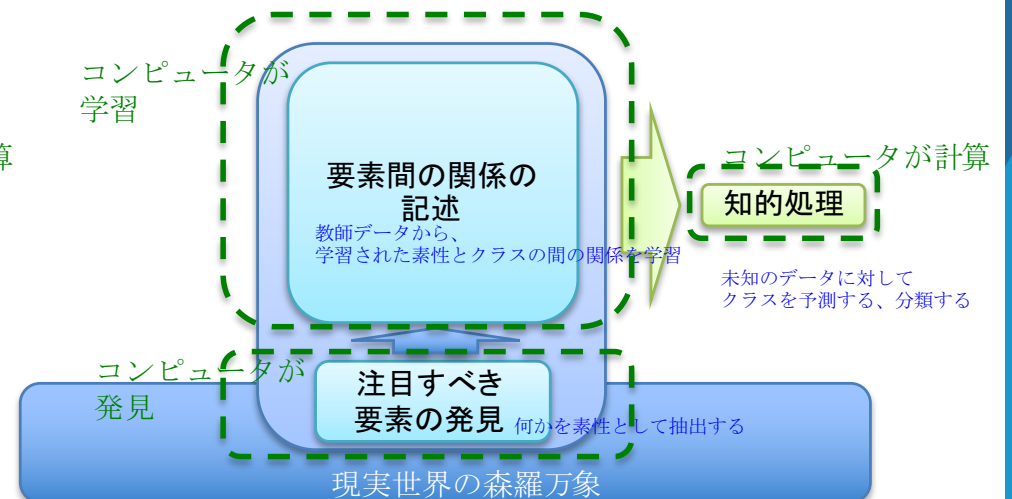 コンピュータが
学習
算
コンピュータが計算
要素間の関係の
記述
知的処理
教師データから、
学習された素性とクラスの間の関係を学習
未知のデータに対して
クラスを予測する、分類する
コンピュータが
発見
注目すべき
要素の発見
何かを素性として抽出する
現実世界の森羅万象